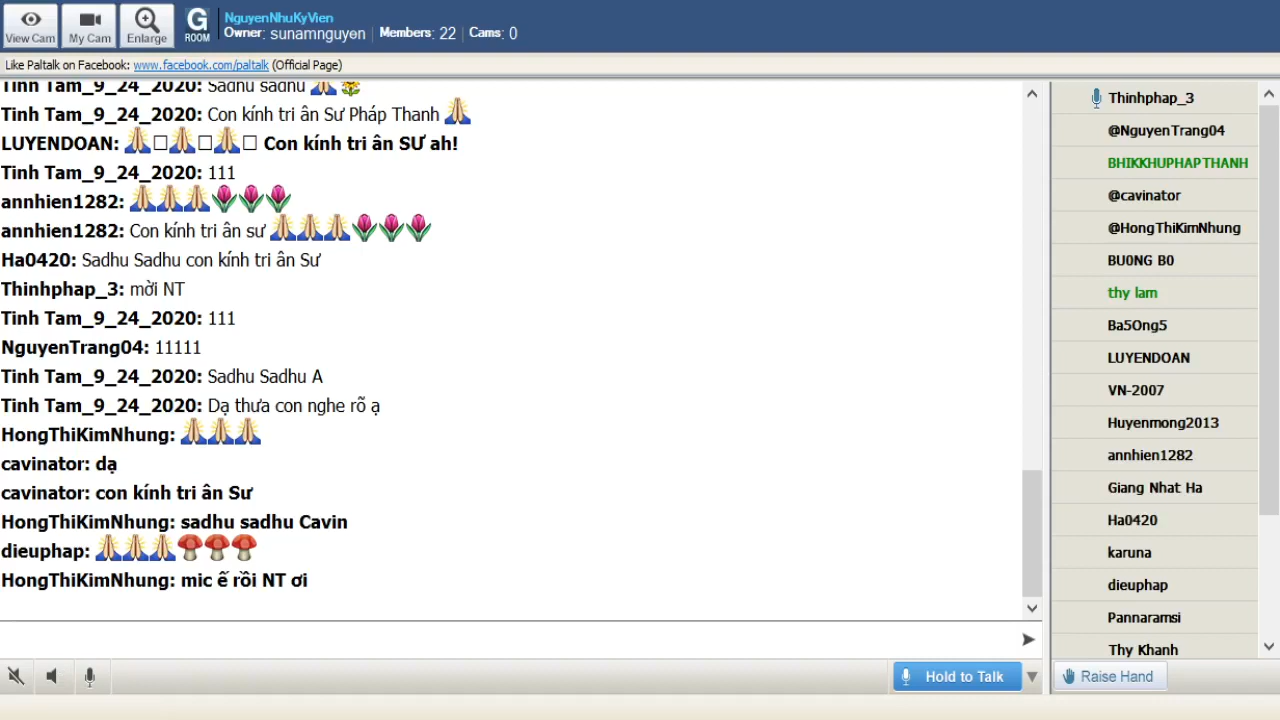 View Cam
My Cam
Enlarge
G
ROOM
NguyenNhuKyVien
Owner: sunamnguyen | Members: 22 | Cams: 0
Like Paltalk on Facebook: www.facebook.com/paltalk (Official Page)
Tinh Tam_9_24_2020: Sadhu sadhu 🙏🌻
Tinh Tam_9_24_2020: Con kính tri ân Sư Pháp Thanh 🙏
LUYENDOAN: 🙏□🙏□🙏□ Con kính tri ân SƯ ah!
Tinh Tam_9_24_2020: 111
annhien1282: 🙏🙏🙏🌷🌷🌷
annhien1282: Con kính tri ân sư 🙏🙏🙏🌷🌷🌷
Ha0420: Sadhu Sadhu con kính tri ân Sư
Thinhphap_3: mời NT
Tinh Tam_9_24_2020: 111
NguyenTrang04: 11111
Tinh Tam_9_24_2020: Sadhu Sadhu A
Tinh Tam_9_24_2020: Dạ thưa con nghe rõ ạ
HongThiKimNhung: 🙏🙏🙏
cavinator: dạ
cavinator: con kính tri ân Sư
HongThiKimNhung: sadhu sadhu Cavin
dieuphap: 🙏🙏🙏🍄🍄🍄
HongThiKimNhung: mic ế rồi NT ơi
Thinhphap_3
@NguyenTrang04
BHIKKHUPHAPTHANH
@cavinator
@HongThiKimNhung
BU0NG B0
thy lam
Ba5Ong5
LUYENDOAN
VN-2007
Huyenmong2013
annhien1282
Giang Nhat Ha
Ha0420
karuna
dieuphap
Pannaramsi
Thy Khanh
Hold to Talk
Raise Hand